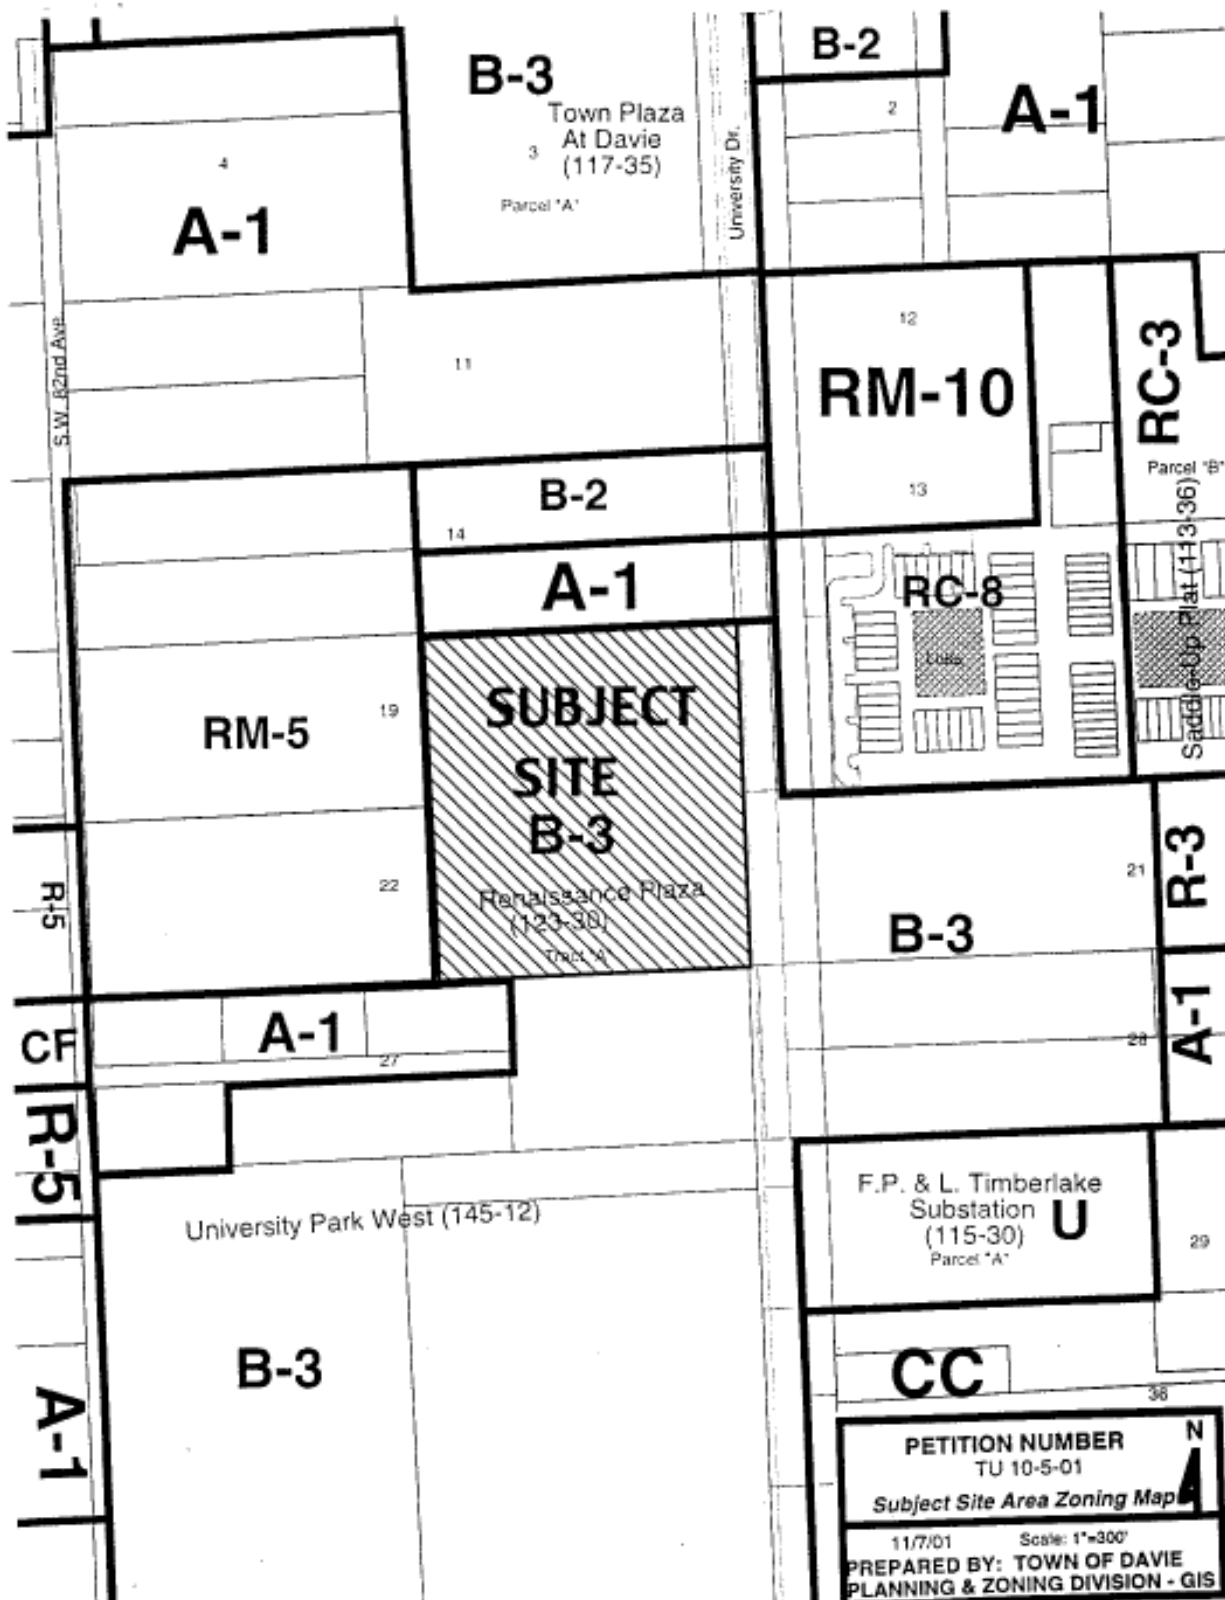 B-3
B-2
Town Plaza
At Davie
(117-35)
3
Parcel "A"
University Dr.
2
A-1
4
A-1
S.W. 82nd Ave.
11
12
RM-10
13
RC-3
Parcel "B"
Saddle-Up Plat (113-36)
B-2
14
A-1
RC-8
SUBJECT
SITE
B-3
Renaissance Plaza
(123-30)
Tract "A"
RM-5
19
22
R-5
21
R-3
B-3
A-1
28
CF
A-1
27
R-5
University Park West (145-12)
F.P. & L. Timberlake
Substation
(115-30)
Parcel "A"
U
29
B-3
A-1
CC
36
PETITION NUMBER
TU 10-5-01
Subject Site Area Zoning Map
N
11/7/01 Scale: 1"=300'
PREPARED BY: TOWN OF DAVIE
PLANNING & ZONING DIVISION - GIS